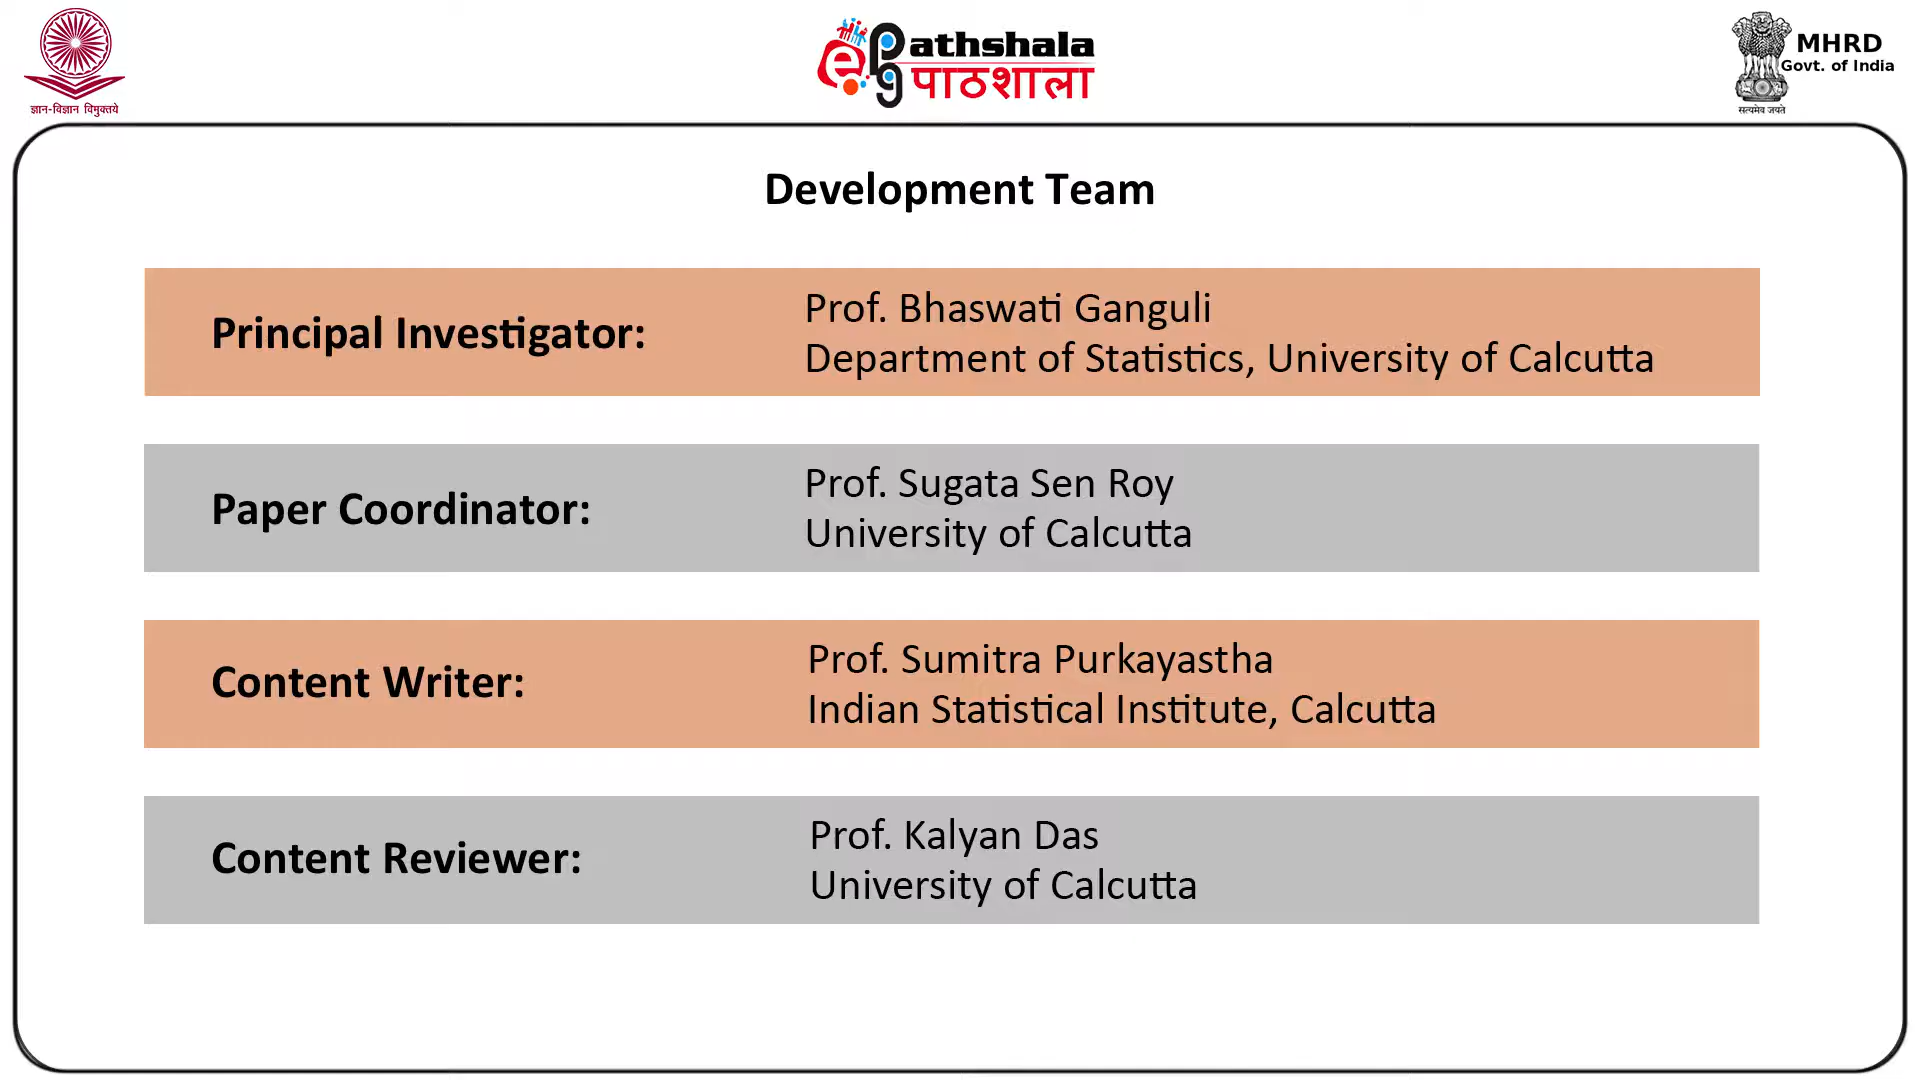 ज्ञान-विज्ञान विमुक्तये
e pg Pathshala
पाठशाला
MHRD
Govt. of India
सत्यमेव जयते
Development Team
Principal Investigator:
Prof. Bhaswati Ganguli
Department of Statistics, University of Calcutta
Paper Coordinator:
Prof. Sugata Sen Roy
University of Calcutta
Content Writer:
Prof. Sumitra Purkayastha
Indian Statistical Institute, Calcutta
Content Reviewer:
Prof. Kalyan Das
University of Calcutta